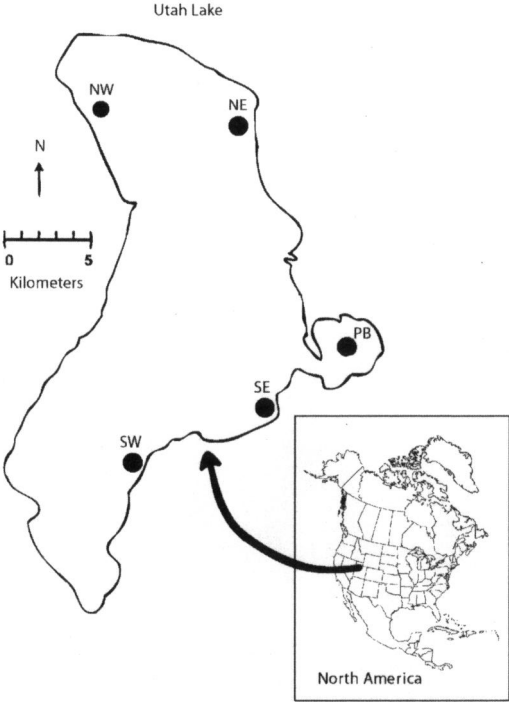 Utah Lake
NW
NE
N
0 5
Kilometers
PB
SE
SW
North America